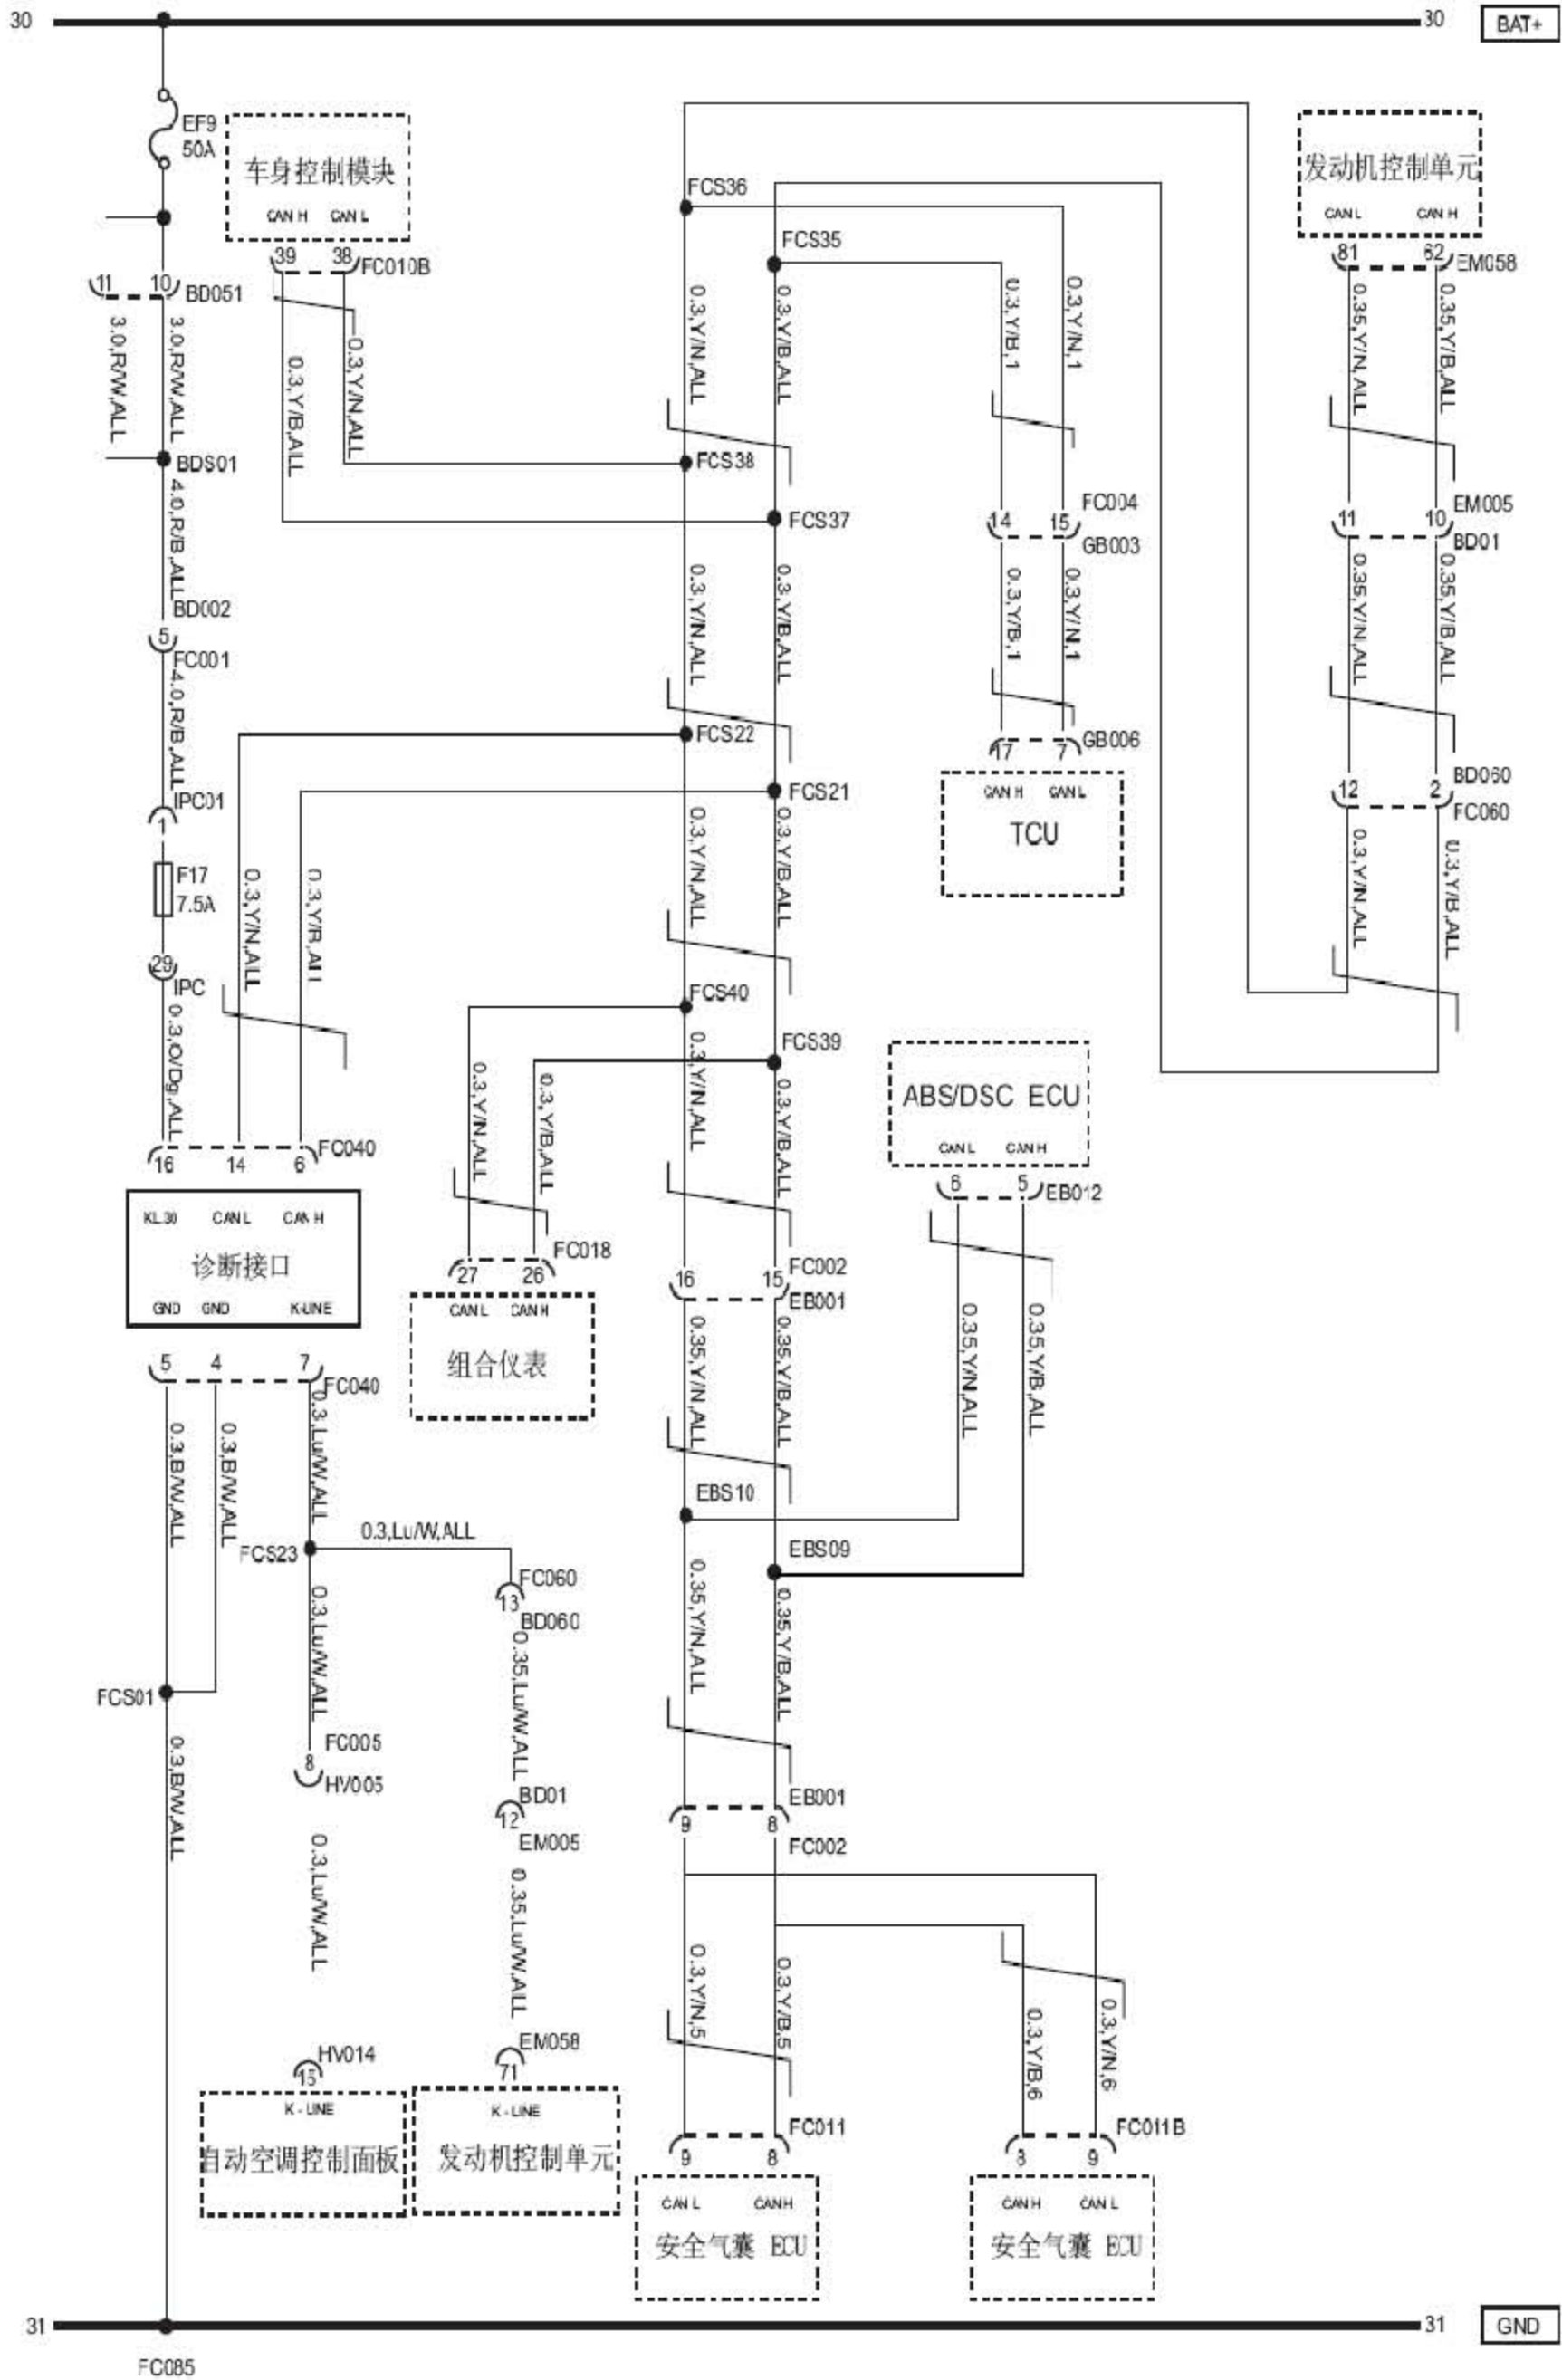 30
30
BAT+
EF9
50A
车身控制模块
CAN H CAN L
39 38 FC010B
发动机控制单元
CAN L CAN H
81 62 EM058
FCS36
FCS35
11 10 BD051
3.0,R/W,ALL
3.0,R/W,ALL
0.3,Y/B,ALL
0.3,Y/N,ALL
0.3,Y/N,ALL
0.3,Y/B,ALL
0.3,Y/B,1
0.3,Y/N,1
0.35,Y/N,ALL
0.35,Y/B,ALL
BDS01
FCS38
FCS37
4.0,R/B,ALL
FC004
14 15
GB003
EM005
11 10
BD01
BD002
5
FC001
0.3,Y/N,ALL
0.3,Y/B,ALL
0.3,Y/B,1
0.3,Y/N,1
0.35,Y/N,ALL
0.35,Y/B,ALL
4.0,R/B,ALL
FCS22
17 7 GB006
CAN H CAN L
TCU
IPC01
1
FCS21
BD060
12 2
FC060
F17
7.5A
0.3,Y/N,ALL
0.3,Y/B,ALL
0.3,Y/N,ALL
0.3,Y/B,ALL
0.3,Y/N,ALL
0.3,Y/B,ALL
29
IPC
FCS40
FCS39
0.3,O/Dg,ALL
0.3,Y/N,ALL
0.3,Y/B,ALL
0.3,Y/N,ALL
0.3,Y/B,ALL
ABS/DSC ECU
CAN L CAN H
6 5 EB012
16 14 6 FC040
KL30 CAN L CAN H
诊断接口
GND GND K-LINE
FC018
27 26
CAN L CAN H
组合仪表
FC002
16 15
EB001
5 4 7
FC040
0.3,B/W,ALL
0.3,B/W,ALL
0.3,Lu/W,ALL
0.35,Y/N,ALL
0.35,Y/B,ALL
0.35,Y/N,ALL
0.35,Y/B,ALL
EBS10
EBS09
FCS23
0.3,Lu/W,ALL
FC060
13
BD060
0.3,Lu/W,ALL
0.35,Lu/W,ALL
0.35,Y/N,ALL
0.35,Y/B,ALL
FCS01
0.3,B/W,ALL
FC005
8
HV005
BD01
12
EM005
EB001
9 8
FC002
0.3,Lu/W,ALL
0.35,Lu/W,ALL
0.3,Y/N,5
0.3,Y/B,5
0.3,Y/B,6
0.3,Y/N,6
HV014
15
K-LINE
自动空调控制面板
EM058
71
K-LINE
发动机控制单元
FC011
9 8
CAN L CAN H
安全气囊 ECU
FC011B
8 9
CAN H CAN L
安全气囊 ECU
31
31
GND
FC085